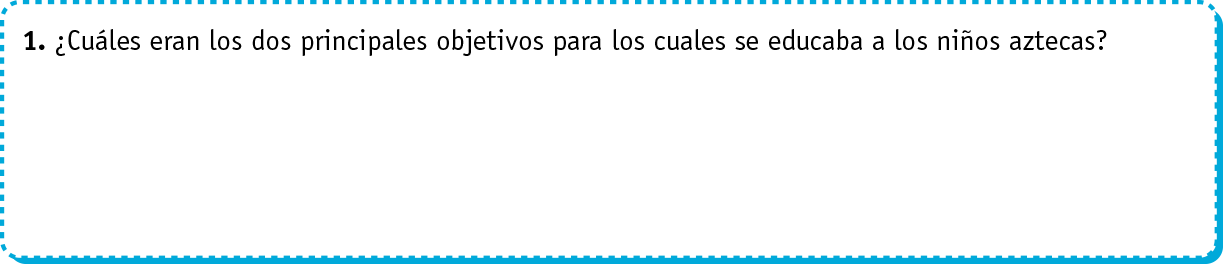 1. ¿Cuáles eran los dos principales objetivos para los cuales se educaba a los niños aztecas?